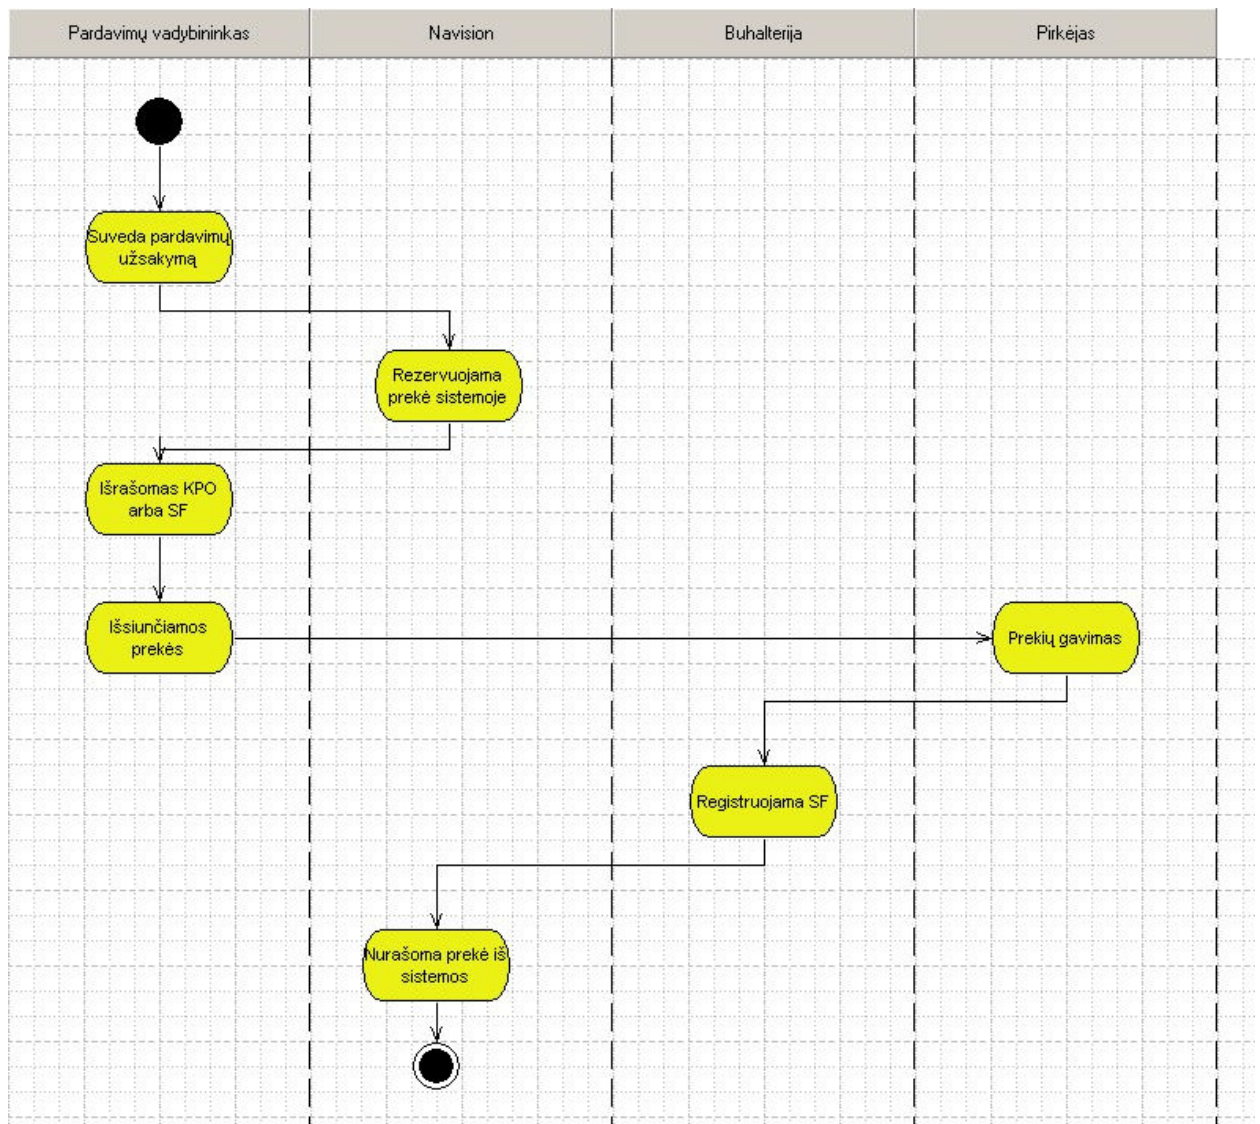 Pardavimų vadybininkas
Navision
Buhalterija
Pirkėjas
Suveda pardavimų
užsakymą
Rezervuojama
prekė sistemoje
Išrašomas KPO
arba SF
Išsiunčiamos
prekės
Prekių gavimas
Registruojama SF
Nurašoma prekė iš
sistemos